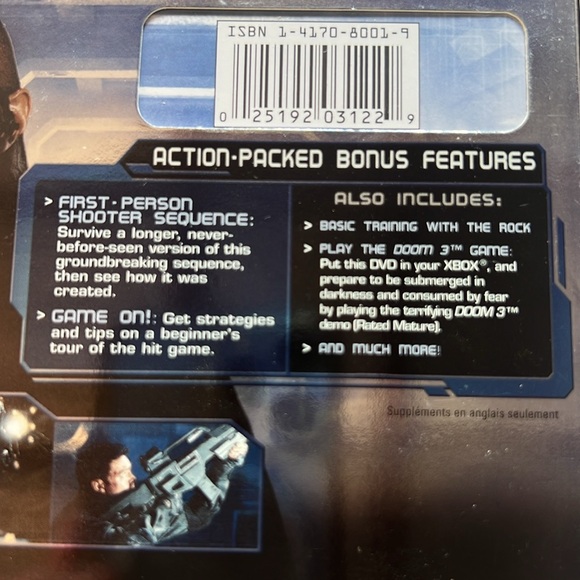 ISBN 1-4170-8001-9
0 25192 03122 9
ACTION-PACKED BONUS FEATURES
> FIRST-PERSON
SHOOTER SEQUENCE:
Survive a longer, never-
before-seen version of this
groundbreaking sequence,
then see how it was
created.
> GAME ON!: Get strategies
and tips on a beginner's
tour of the hit game.
ALSO INCLUDES:
> BASIC TRAINING WITH THE ROCK
> PLAY THE DOOM 3™ GAME:
Put this DVD in your XBOX®, and
prepare to be submerged in
darkness and consumed by fear
by playing the terrifying DOOM 3™
demo (Rated Mature).
> AND MUCH MORE!
Suppléments en anglais seulement